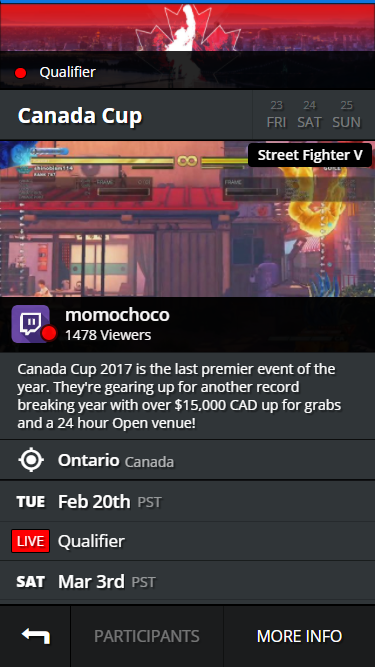 Qualifier
Canada Cup
23 24 25
FRI SAT SUN
Street Fighter V
FRAME FRAME
momochoco
1478 Viewers
Canada Cup 2017 is the last premier event of the
year. They're gearing up for another record
breaking year with over $15,000 CAD up for grabs
and a 24 hour Open venue!
Ontario Canada
TUE Feb 20th PST
LIVE Qualifier
SAT Mar 3rd PST
PARTICIPANTS MORE INFO